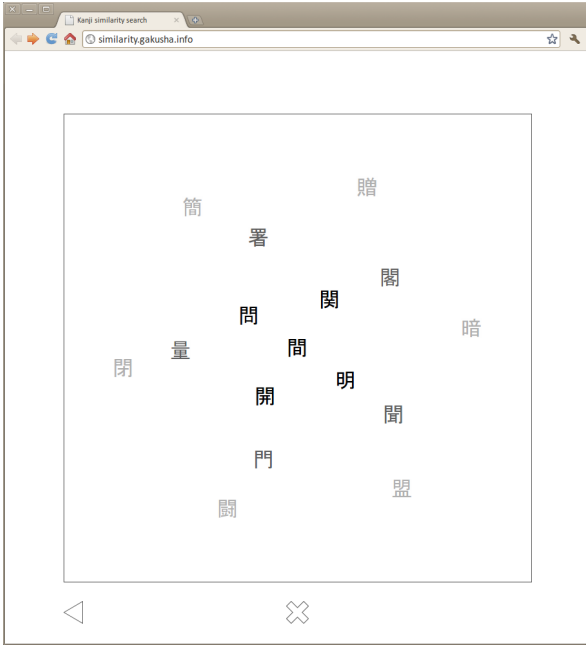 Kanji similarity search
similarity.gakusha.info
贈
簡
署
閣
関
問
暗
間
量
閉
明
開
聞
門
盟
闘